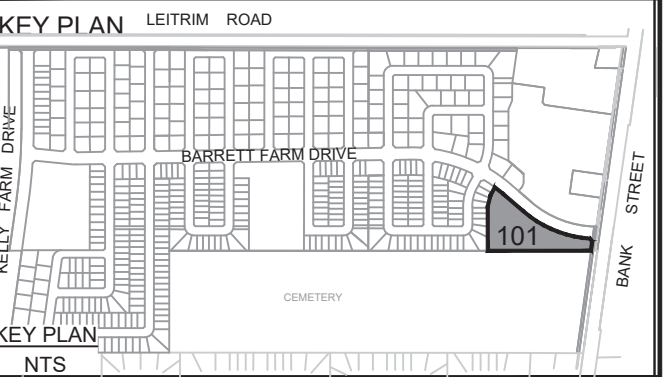 KEY PLAN
LEITRIM ROAD
KELLY FARM DRIVE
BARRETT FARM DRIVE
BANK STREET
101
CEMETERY
KEY PLAN
NTS